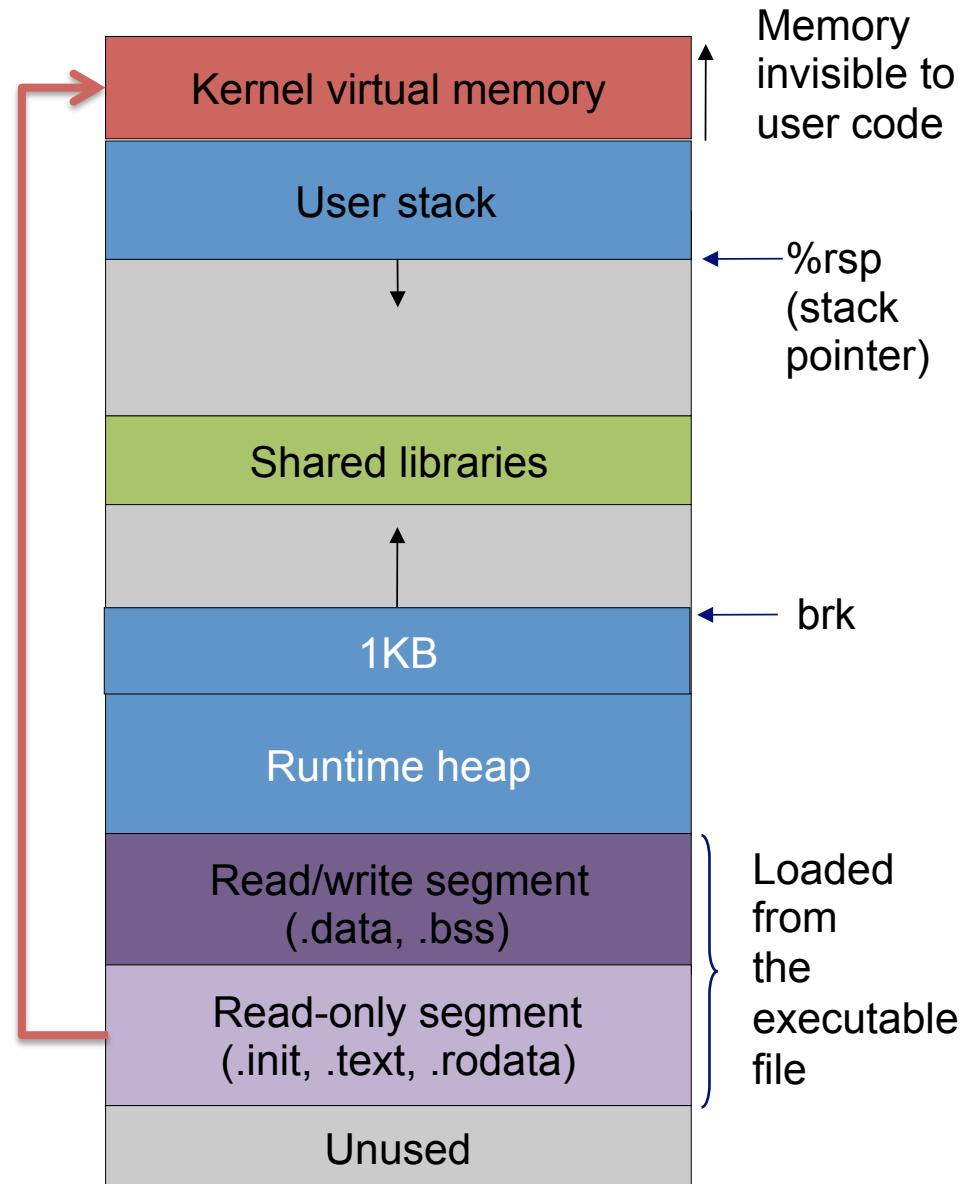 Memory
invisible to
user code
Kernel virtual memory
User stack
%rsp
(stack
pointer)
Shared libraries
brk
1KB
Runtime heap
Read/write segment
(.data, .bss)
Loaded
from
the
executable
file
Read-only segment
(.init, .text, .rodata)
Unused